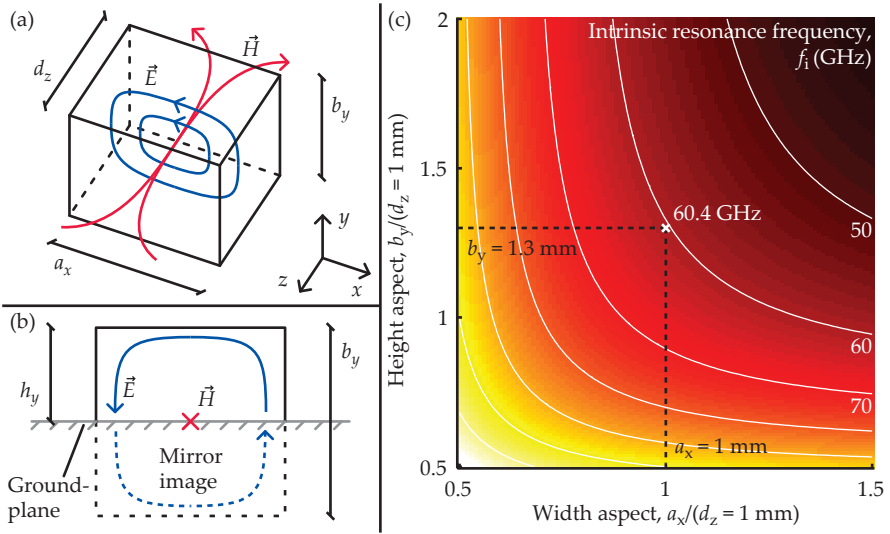 (a)
H
E
d_z
b_y
y
z
x
a_x
(b)
h_y
b_y
E
H
Mirror
image
Ground-
plane
(c)
2
Intrinsic resonance frequency,
f_i (GHz)
1.5
60.4 GHz
50
b_y = 1.3 mm
1
60
70
a_x = 1 mm
0.5
0.5
1
1.5
Height aspect, b_y/(d_z = 1 mm)
Width aspect, a_x/(d_z = 1 mm)